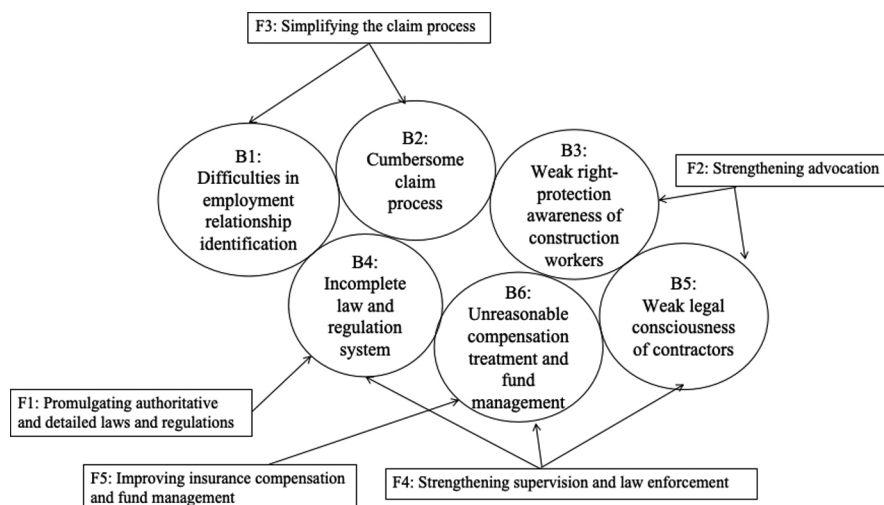 F3: Simplifying the claim process
B1:
Difficulties in
employment
relationship
identification
B2:
Cumbersome
claim
process
B3:
Weak right-
protection
awareness of
construction
workers
F2: Strengthening advocation
B4:
Incomplete
law and
regulation
system
B6:
Unreasonable
compensation
treatment and
fund
management
B5:
Weak legal
consciousness
of contractors
F1: Promulgating authoritative
and detailed laws and regulations
F5: Improving insurance compensation
and fund management
F4: Strengthening supervision and law enforcement